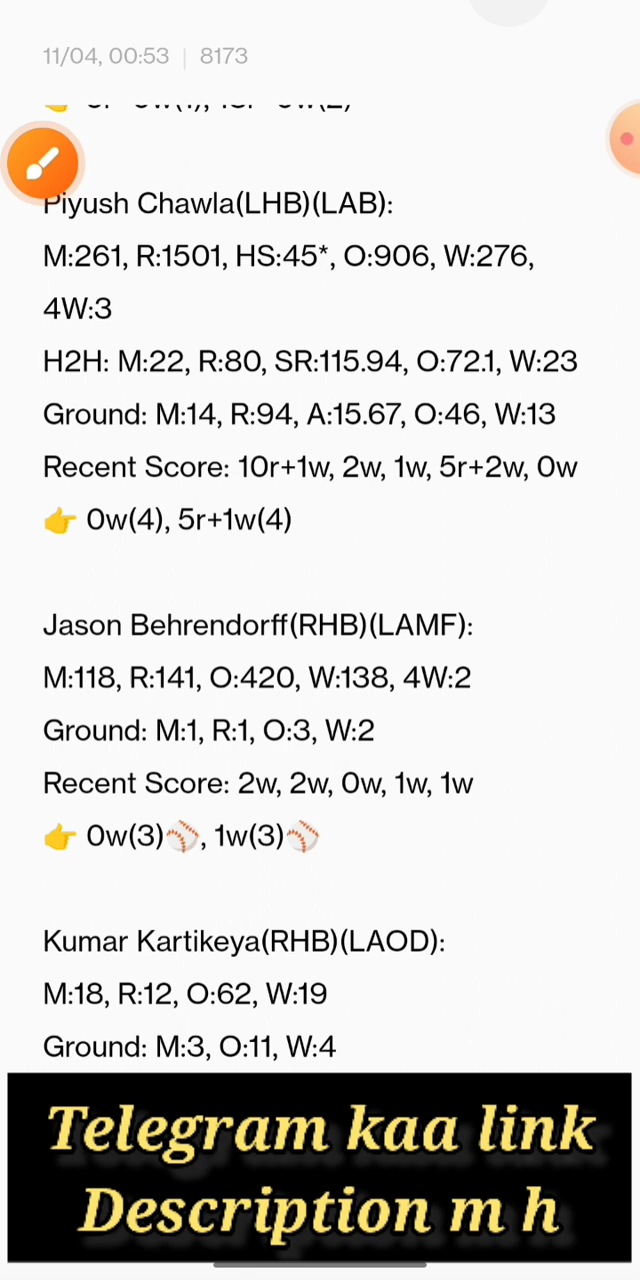 11/04, 00:53 | 8173
Piyush Chawla(LHB)(LAB):
M:261, R:1501, HS:45*, O:906, W:276,
4W:3
H2H: M:22, R:80, SR:115.94, O:72.1, W:23
Ground: M:14, R:94, A:15.67, O:46, W:13
Recent Score: 10r+1w, 2w, 1w, 5r+2w, 0w
👉 0w(4), 5r+1w(4)
Jason Behrendorff(RHB)(LAMF):
M:118, R:141, O:420, W:138, 4W:2
Ground: M:1, R:1, O:3, W:2
Recent Score: 2w, 2w, 0w, 1w, 1w
👉 0w(3)⚾, 1w(3)⚾
Kumar Kartikeya(RHB)(LAOD):
M:18, R:12, O:62, W:19
Ground: M:3, O:11, W:4
Telegram kaa link
Description m h